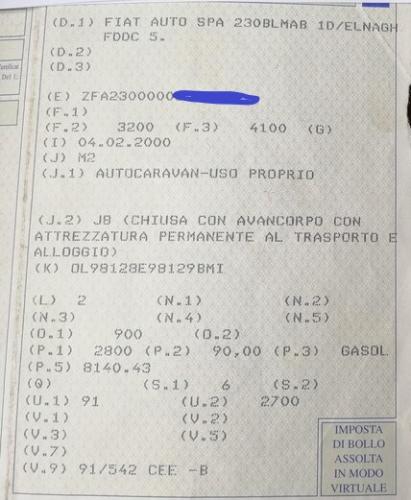 (D.1) FIAT AUTO SPA 230BLMAB 1D/ELNAGH
FDDC 5.
(D.2)
(D.3)
(E) ZFA2300000
(F.1)
(F.2) 3200 (F.3) 4100 (G)
(I) 04.02.2000
(J) M2
(J.1) AUTOCARAVAN-USO PROPRIO
(J.2) JB (CHIUSA CON AVANCORPO CON
ATTREZZATURA PERMANENTE AL TRASPORTO E
ALLOGGIO)
(K) OL98128E98129BMI
(L) 2 (N.1) (N.2)
(N.3) (N.4) (N.5)
(O.1) 900 (O.2)
(P.1) 2800 (P.2) 90,00 (P.3) GASOL
(P.5) 8140.43
(Q) (S.1) 6 (S.2)
(U.1) 91 (U.2) 2700
(V.1) (V.2)
(V.3) (V.5)
(V.7)
(V.9) 91/542 CEE -B
IMPOSTA
DI BOLLO
ASSOLTA
IN MODO
VIRTUALE